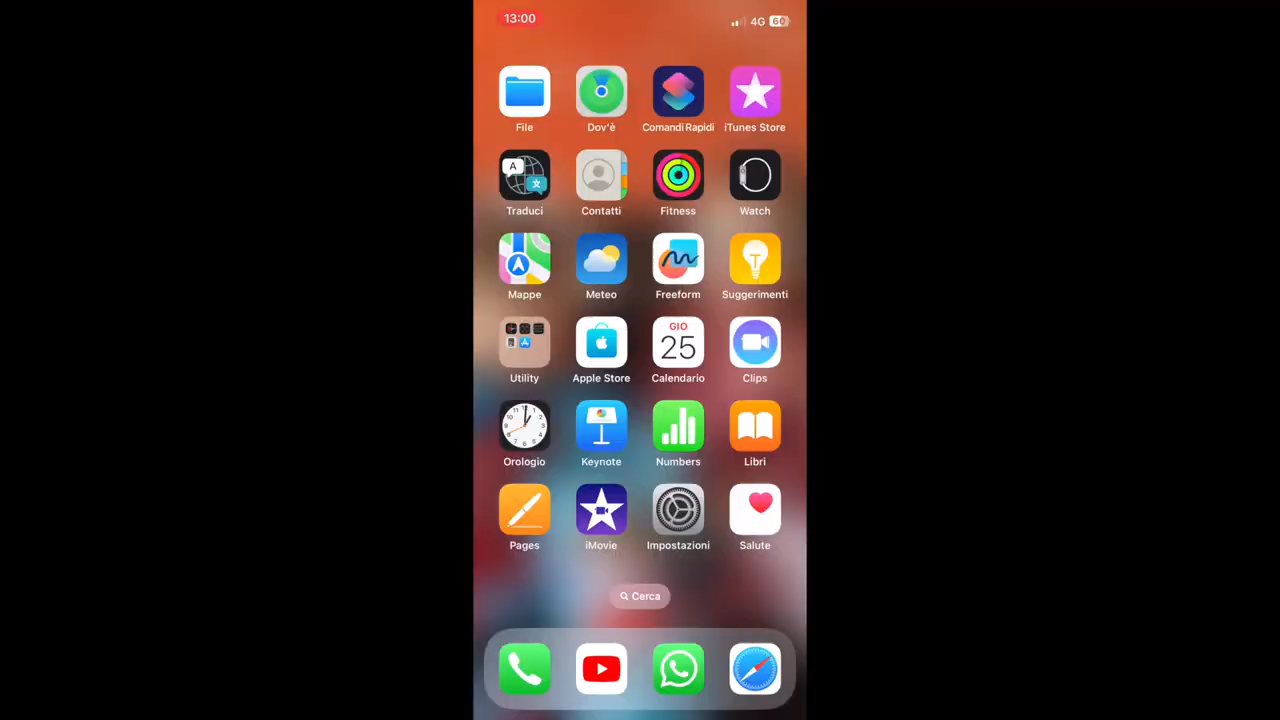 13:00 4G 60
File Dov'è Comandi Rapidi iTunes Store
Traduci Contatti Fitness Watch
Mappe Meteo Freeform Suggerimenti
GIO
25
Utility Apple Store Calendario Clips
Orologio Keynote Numbers Libri
Pages iMovie Impostazioni Salute
Cerca